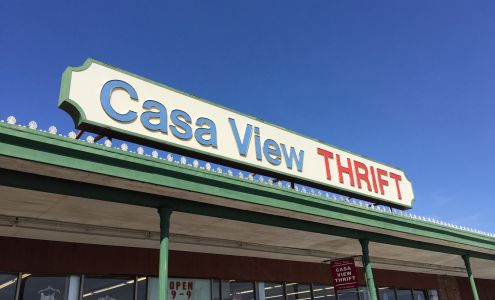 Casa View THRIFT
CASA VIEW
THRIFT
OPEN
9-9